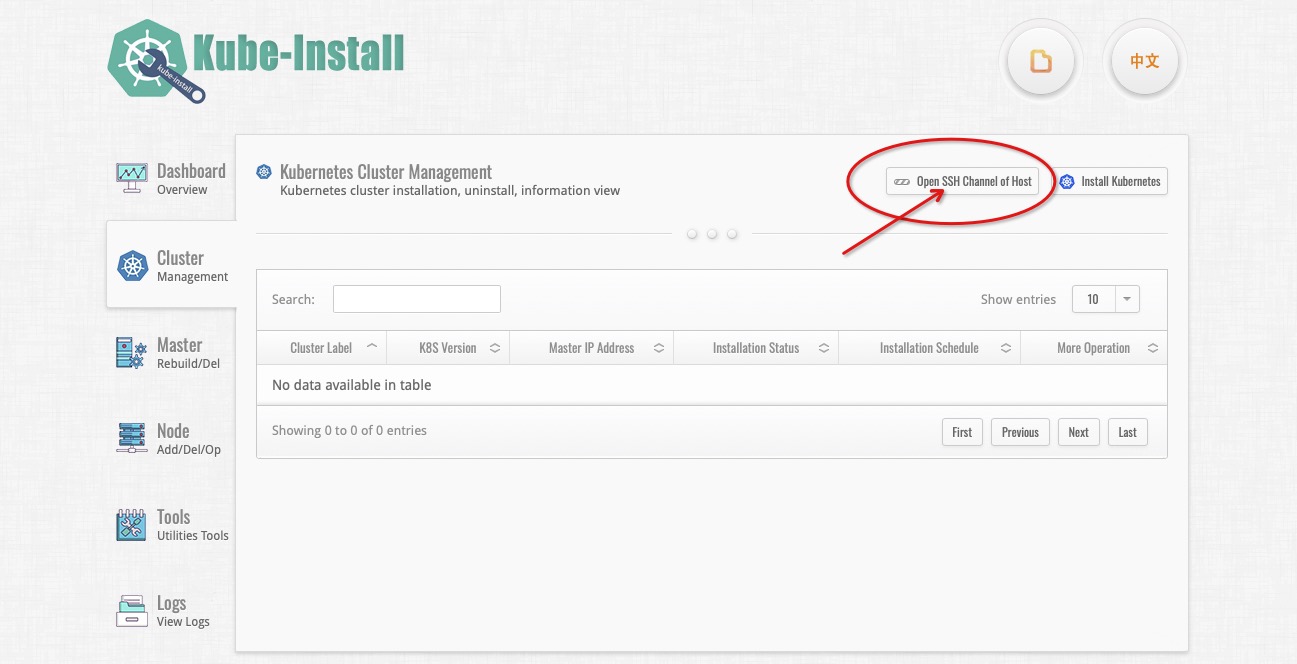 kube-install
Kube-Install
中文
Dashboard
Overview
Cluster
Management
Master
Rebuild/Del
Node
Add/Del/Op
Tools
Utilities Tools
Logs
View Logs
Kubernetes Cluster Management
Kubernetes cluster installation, uninstall, information view
Open SSH Channel of Host
Install Kubernetes
Search:
Show entries
10
Cluster Label
K8S Version
Master IP Address
Installation Status
Installation Schedule
More Operation
No data available in table
Showing 0 to 0 of 0 entries
First
Previous
Next
Last